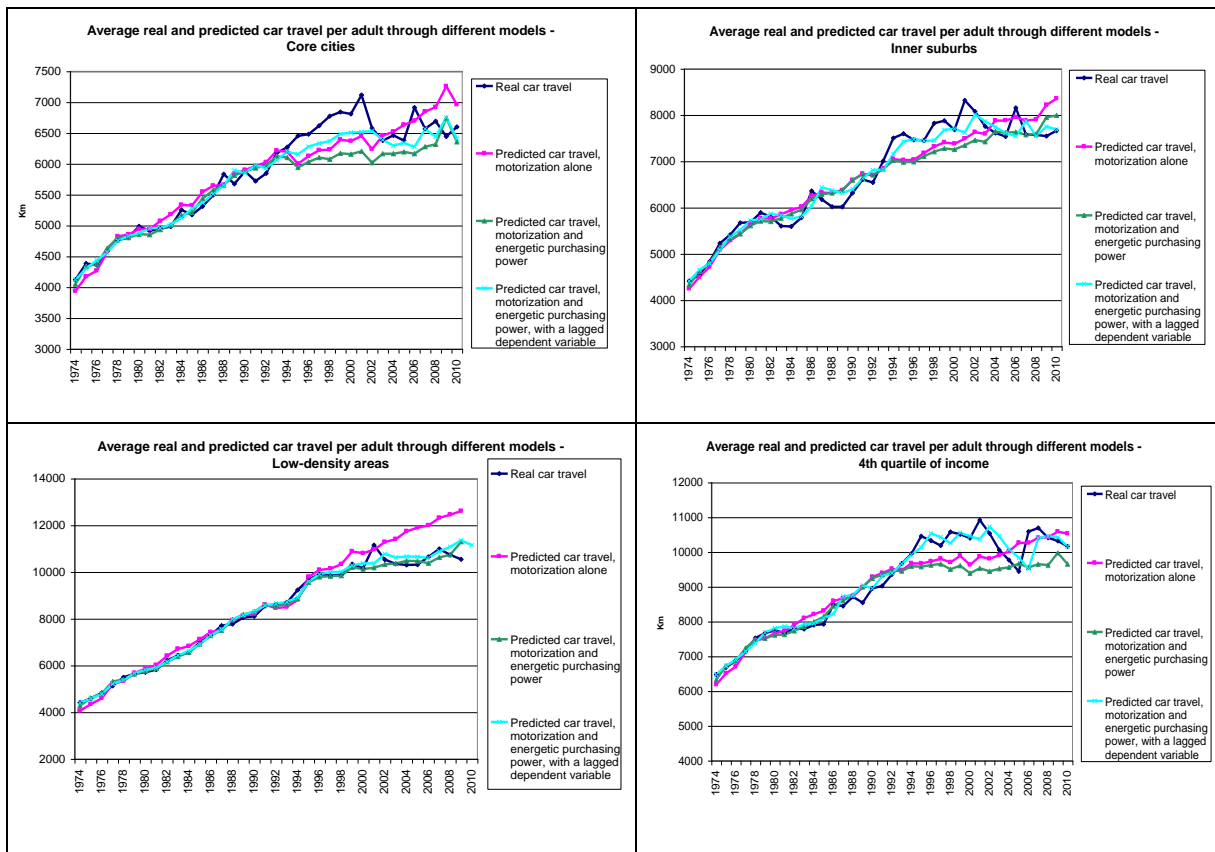 Average real and predicted car travel per adult through different models -
Core cities
7500
7000
6500
6000
5500
5000
4500
4000
3500
3000
Km
1974
1976
1978
1980
1982
1984
1986
1988
1990
1992
1994
1996
1998
2000
2002
2004
2006
2008
2010
Real car travel
Predicted car travel,
motorization alone
Predicted car travel,
motorization and
energetic purchasing
power
Predicted car travel,
motorization and
energetic purchasing
power, with a lagged
dependent variable
Average real and predicted car travel per adult through different models -
Inner suburbs
9000
8000
7000
6000
5000
4000
3000
1974
1976
1978
1980
1982
1984
1986
1988
1990
1992
1994
1996
1998
2000
2002
2004
2006
2008
2010
Real car travel
Predicted car travel,
motorization alone
Predicted car travel,
motorization and
energetic purchasing
power
Predicted car travel,
motorization and
energetic purchasing
power, with a lagged
dependent variable
Average real and predicted car travel per adult through different models -
Low-density areas
14000
12000
10000
8000
6000
4000
2000
1974
1976
1978
1980
1982
1984
1986
1988
1990
1992
1994
1996
1998
2000
2002
2004
2006
2008
2010
Real car travel
Predicted car travel,
motorization alone
Predicted car travel,
motorization and
energetic purchasing
power
Predicted car travel,
motorization and
energetic purchasing
power, with a lagged
dependent variable
Average real and predicted car travel per adult through different models -
4th quartile of income
12000
11000
10000
9000
8000
7000
6000
5000
4000
Km
1974
1976
1978
1980
1982
1984
1986
1988
1990
1992
1994
1996
1998
2000
2002
2004
2006
2008
2010
Real car travel
Predicted car travel,
motorization alone
Predicted car travel,
motorization and
energetic purchasing
power
Predicted car travel,
motorization and
energetic purchasing
power, with a lagged
dependent variable